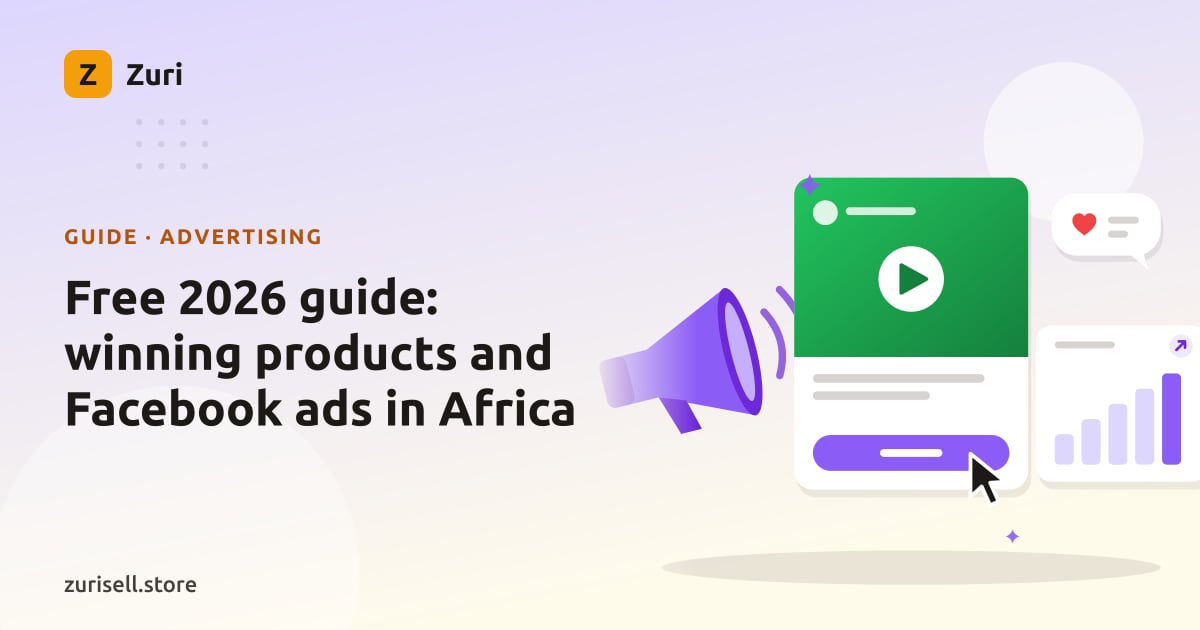 Z Zuri
GUIDE · ADVERTISING
Free 2026 guide:
winning products and
Facebook ads in Africa
zurisell.store